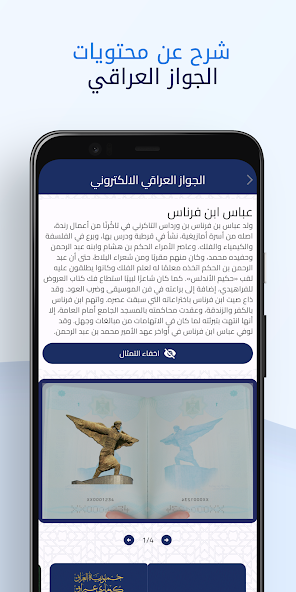 شرح عن محتويات
الجواز العراقي
الجواز العراقي الالكتروني
عباس ابن فرناس
ولد عباس بن فرناس بن ورداس التاكرني في تاكُرنّا من أعمال رندة،
أصله من أسرة أمازيغية، نشأ في قرطبة ودرس بها، وبرع في الفلسفة
والكيمياء والفلك، وعاصر الأمراء الحكم بن هشام وابنه عبد الرحمن
وحفيده محمد، وكان منهم مقربًا ومن شعراء البلاط، حتى أن عبد
الرحمن بن الحكم اتخذه معلمًا له لعلم الفلك وكانوا يطلقون عليه
لقب «حكيم الأندلس»، كما كان شاعرًا لبيبًا استطاع فك كتاب العروض
للفراهيدي، إضافة إلى براعته في فن الموسيقى وضرب العود. وقد
ذاع صيت ابن فرناس باختراعاته التي سبقت عصره، واتهم ابن فرناس
بالكفر والزندقة، وعقدت محاكمته بالمسجد الجامع أمام العامة، إلا
أنها انتهت بتبرئته لما كان في الاتهامات من مبالغات وجهل. وقد
توفي عباس ابن فرناس في أواخر عهد الأمير محمد بن عبد الرحمن.
اخفاء التمثال
1/4
جمهورية العراق